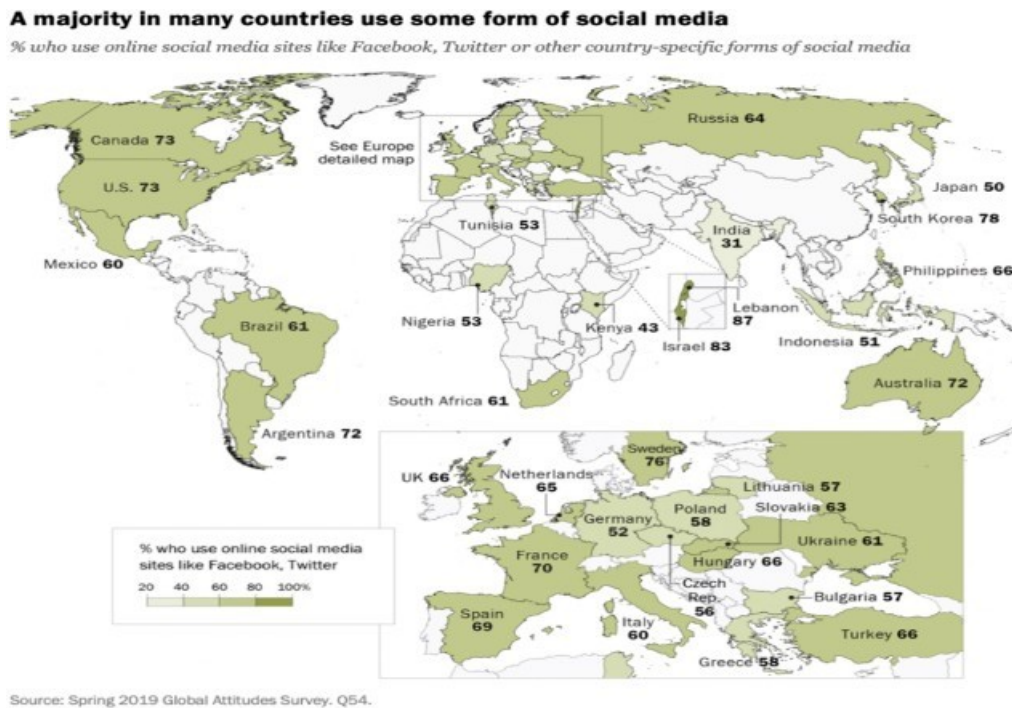 A majority in many countries use some form of social media
% who use online social media sites like Facebook, Twitter or other country-specific forms of social media
Canada 73
U.S. 73
Mexico 60
Brazil 61
Argentina 72
See Europe
detailed map
Russia 64
Japan 50
South Korea 78
Tunisia 53
India
31
Philippines 66
Nigeria 53
Kenya 43
Lebanon
87
Israel 83
Indonesia 51
South Africa 61
Australia 72
UK 66
Netherlands
65
Sweden
76
Lithuania 57
Slovakia 63
Germany
52
Poland
58
Ukraine 61
France
70
Hungary 66
Czech
Rep.
56
Bulgaria 57
Spain
69
Italy
60
Turkey 66
Greece 58
% who use online social media
sites like Facebook, Twitter
20 40 60 80 100%
Source: Spring 2019 Global Attitudes Survey. Q54.